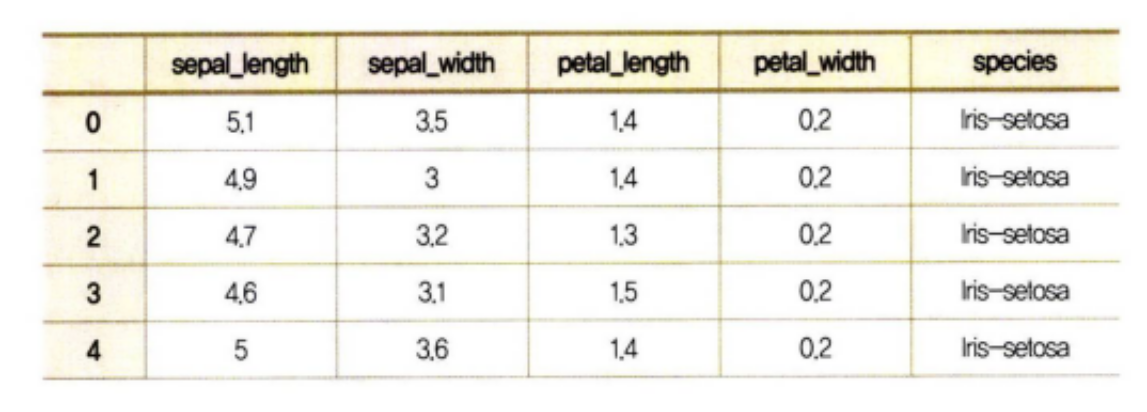 sepal_length sepal_width petal_length petal_width species
0 5.1 3.5 1.4 0.2 Iris-setosa
1 4.9 3 1.4 0.2 Iris-setosa
2 4.7 3.2 1.3 0.2 Iris-setosa
3 4.6 3.1 1.5 0.2 Iris-setosa
4 5 3.6 1.4 0.2 Iris-setosa